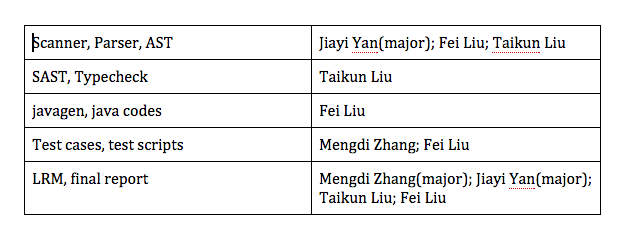 Scanner, Parser, AST
Jiayi Yan(major); Fei Liu; Taikun Liu
SAST, Typecheck
Taikun Liu
javagen, java codes
Fei Liu
Test cases, test scripts
Mengdi Zhang; Fei Liu
LRM, final report
Mengdi Zhang(major); Jiayi Yan(major);
Taikun Liu; Fei Liu